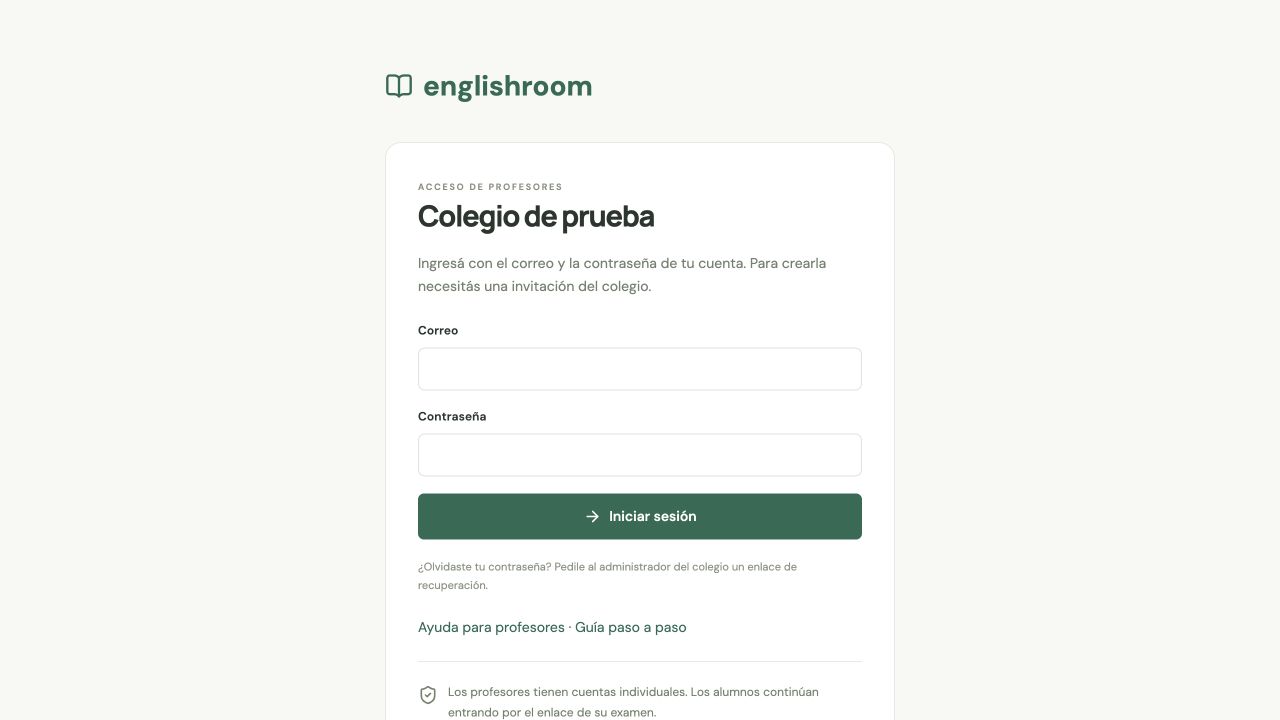 englishroom
ACCESO DE PROFESORES
Colegio de prueba
Ingresá con el correo y la contraseña de tu cuenta. Para crearla
necesitás una invitación del colegio.
Correo
Contraseña
Iniciar sesión
¿Olvidaste tu contraseña? Pedile al administrador del colegio un enlace de
recuperación.
Ayuda para profesores · Guía paso a paso
Los profesores tienen cuentas individuales. Los alumnos continúan
entrando por el enlace de su examen.